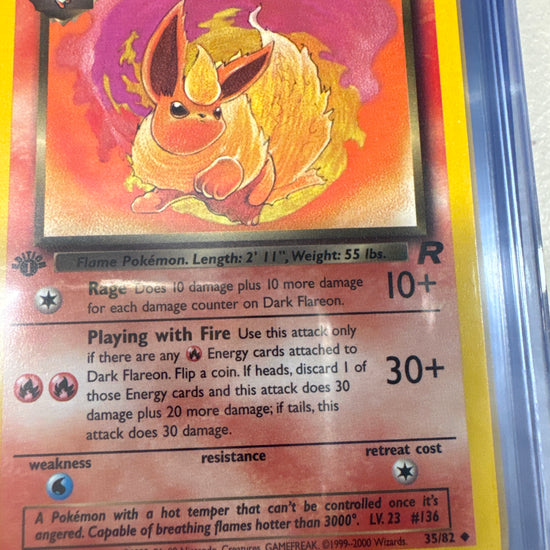 Flame Pokémon. Length: 2' 11", Weight: 55 lbs.
EDITION
1
R
Rage Does 10 damage plus 10 more damage
for each damage counter on Dark Flareon.
10+
Playing with Fire Use this attack only
if there are any Energy cards attached to
Dark Flareon. Flip a coin. If heads, discard 1 of
those Energy cards and this attack does 30
damage plus 20 more damage; if tails, this
attack does 30 damage.
30+
weakness
resistance
retreat cost
A Pokémon with a hot temper that can't be controlled once it's
angered. Capable of breathing flames hotter than 3000°. LV. 23 #136
Nintendo, Creatures, GAMEFREAK. ©1999-2000 Wizards. 35/82